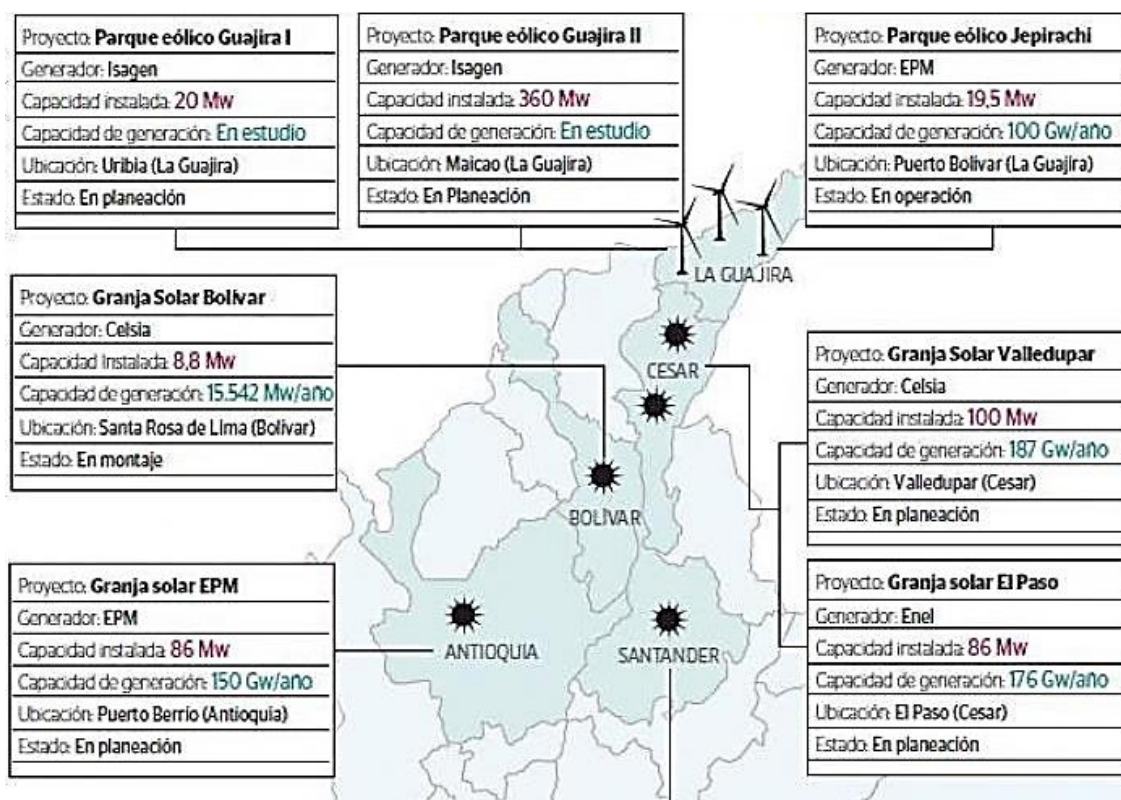 Proyecto: Parque eólico Guajira I
Generador: Isagen
Capacidad instalada: 20 Mw
Capacidad de generación: En estudio
Ubicación: Uribia (La Guajira)
Estado: En planeación
Proyecto: Parque eólico Guajira II
Generador: Isagen
Capacidad instalada: 360 Mw
Capacidad de generación: En estudio
Ubicación: Maicao (La Guajira)
Estado: En Planeación
Proyecto: Parque eólico Jepirachi
Generador: EPM
Capacidad instalada: 19,5 Mw
Capacidad de generación: 100 Gw/año
Ubicación: Puerto Bolivar (La Guajira)
Estado: En operación
LA GUAJIRA
Proyecto: Granja Solar Bolivar
Generador: Celsia
Capacidad Instalada: 8,8 Mw
Capacidad de generación: 15.542 Mw/año
Ubicación: Santa Rosa de Lima (Bolivar)
Estado: En montaje
CESAR
Proyecto: Granja Solar Valledupar
Generador: Celsia
Capacidad instalada: 100 Mw
Capacidad de generación: 187 Gw/año
Ubicación: Valledupar (Cesar)
Estado: En planeación
BOLÍVAR
Proyecto: Granja solar EPM
Generador: EPM
Capacidad instalada: 86 Mw
Capacidad de generación: 150 Gw/año
Ubicación: Puerto Berrío (Antioquia)
Estado: En planeación
ANTIOQUIA
SANTANDER
Proyecto: Granja solar El Paso
Generador: Enel
Capacidad instalada: 86 Mw
Capacidad de generación: 176 Gw/año
Ubicación: El Paso (Cesar)
Estado: En planeación